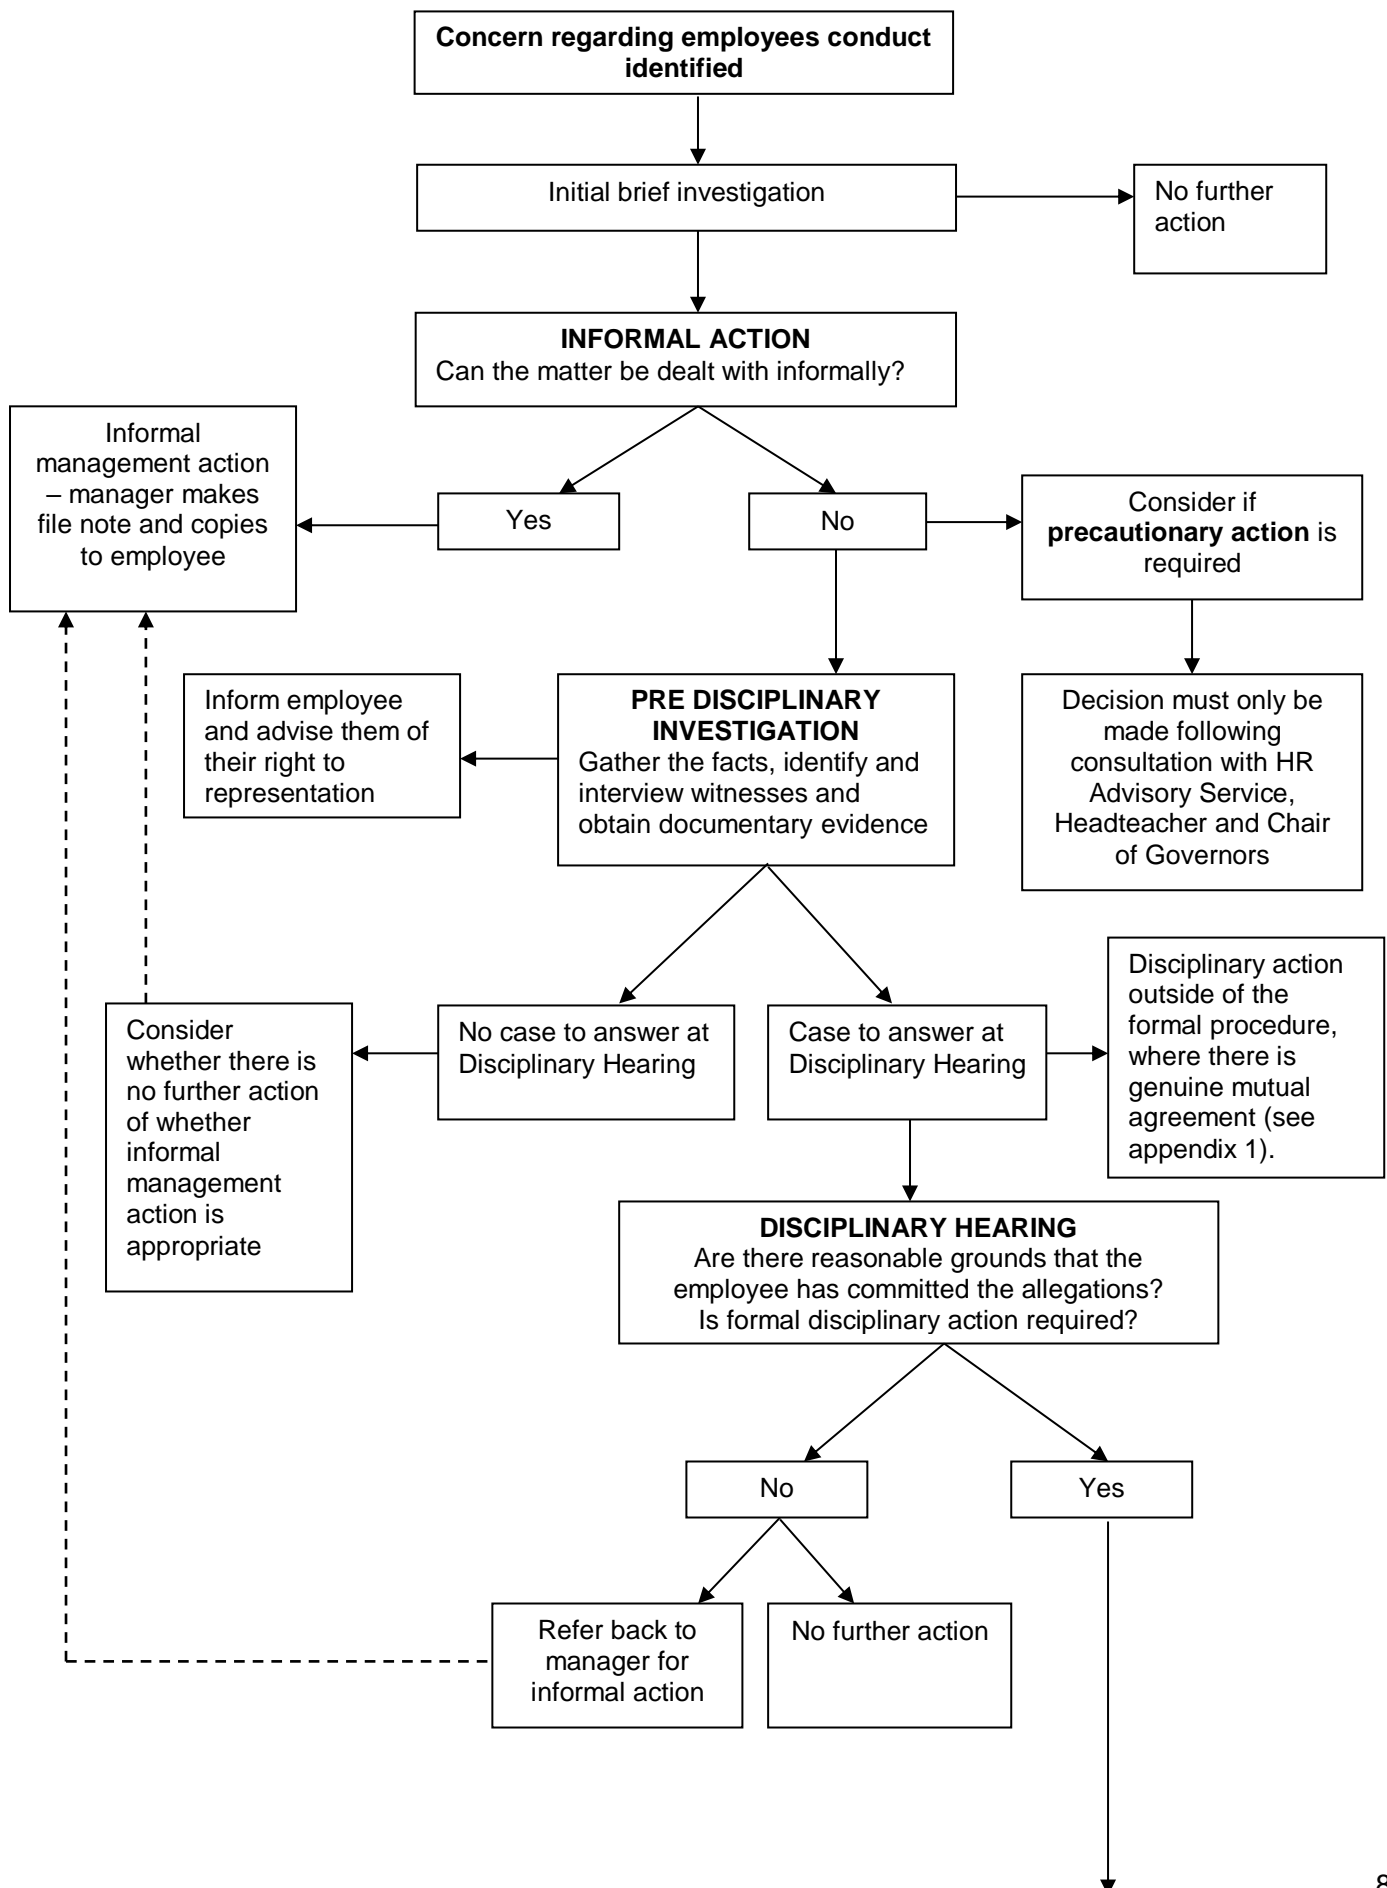 Concern regarding employees conduct
identified
Initial brief investigation
No further
action
INFORMAL ACTION
Can the matter be dealt with informally?
Informal
management action
– manager makes
file note and copies
to employee
Yes
No
Consider if
precautionary action is
required
Inform employee
and advise them of
their right to
representation
PRE DISCIPLINARY
INVESTIGATION
Gather the facts, identify and
interview witnesses and
obtain documentary evidence
Decision must only be
made following
consultation with HR
Advisory Service,
Headteacher and Chair
of Governors
Consider
whether there is
no further action
of whether
informal
management
action is
appropriate
No case to answer at
Disciplinary Hearing
Case to answer at
Disciplinary Hearing
Disciplinary action
outside of the
formal procedure,
where there is
genuine mutual
agreement (see
appendix 1).
DISCIPLINARY HEARING
Are there reasonable grounds that the
employee has committed the allegations?
Is formal disciplinary action required?
No
Yes
Refer back to
manager for
informal action
No further action
8